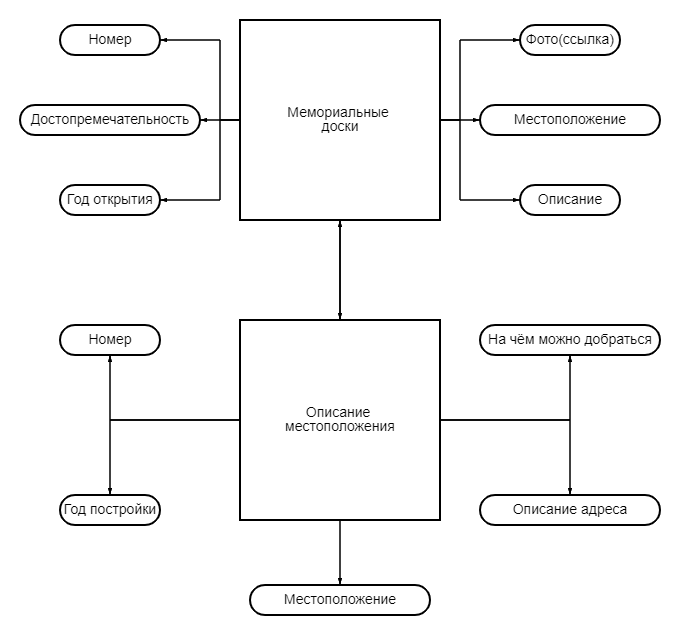 Номер
Фото(ссылка)
Достопремечательность
Мемориальные
доски
Местоположение
Год открытия
Описание
Номер
На чём можно добраться
Описание
местоположения
Год постройки
Описание адреса
Местоположение